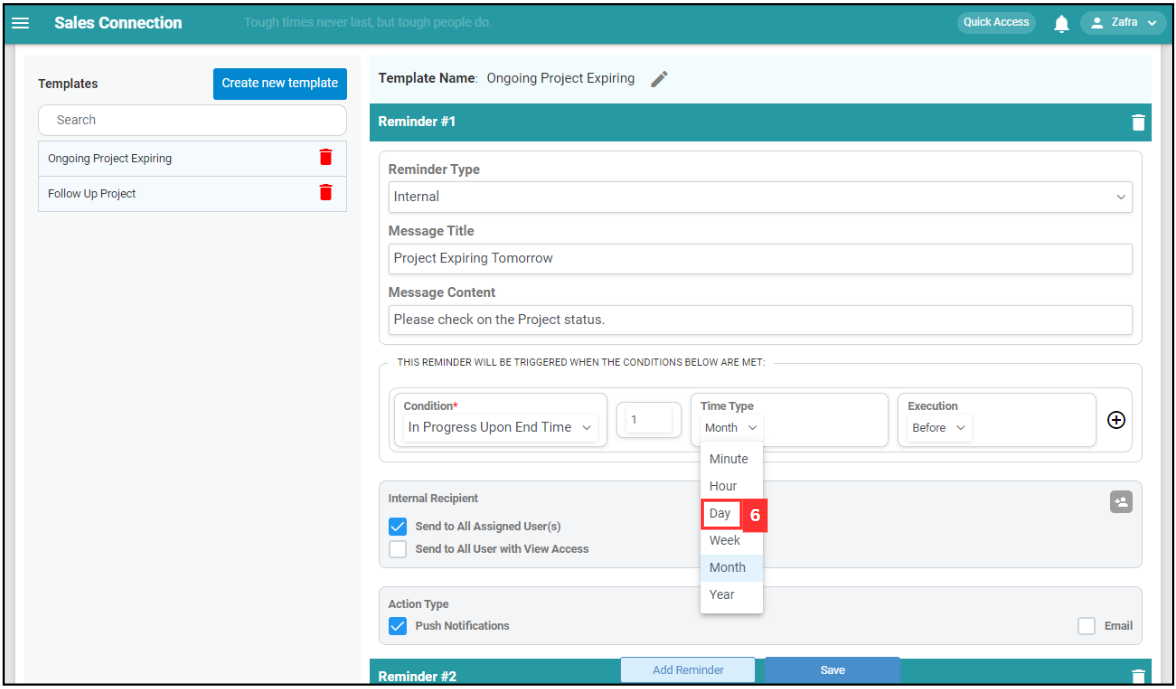 Sales Connection
Tough times never last, but tough people do.
Quick Access
Zafra
Templates
Create new template
Search
Ongoing Project Expiring
Follow Up Project
Template Name: Ongoing Project Expiring
Reminder #1
Reminder Type
Internal
Message Title
Project Expiring Tomorrow
Message Content
Please check on the Project status.
THIS REMINDER WILL BE TRIGGERED WHEN THE CONDITIONS BELOW ARE MET:
Condition*
In Progress Upon End Time
1
Time Type
Month
Execution
Before
Minute
Hour
Day
6
Week
Month
Year
Internal Recipient
Send to All Assigned User(s)
Send to All User with View Access
Action Type
Push Notifications
Email
Reminder #2
Add Reminder
Save